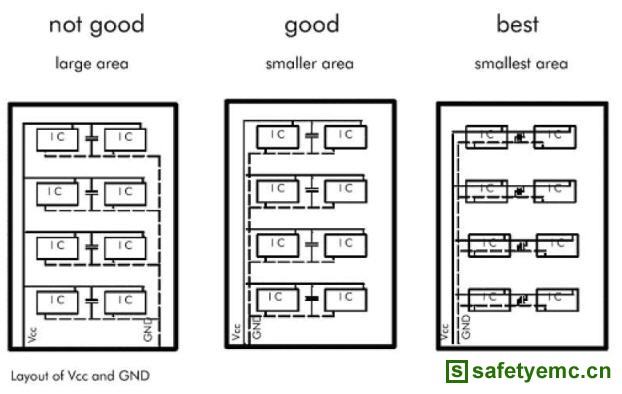 not good
large area
good
smaller area
best
smallest area
IC IC
IC IC
IC IC
IC IC
Vcc
GND
IC IC
IC IC
IC IC
IC IC
Vcc
GND
IC IC
IC IC
IC IC
IC IC
Vcc
GND
Layout of Vcc and GND
S safetyemc.cn